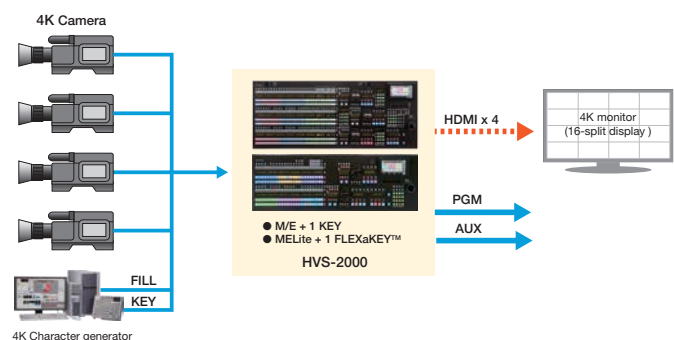 4K Camera
FILL
KEY
4K Character generator
● M/E + 1 KEY
● MELite + 1 FLEXaKEY™
HVS-2000
HDMI x 4
4K monitor
(16-split display )
PGM
AUX